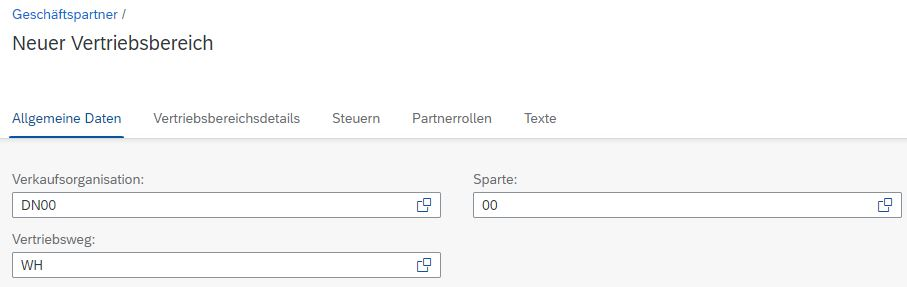 Geschäftspartner /
Neuer Vertriebsbereich
Allgemeine Daten Vertriebsbereichsdetails Steuern Partnerrollen Texte
Verkaufsorganisation: Sparte:
DN00 00
Vertriebsweg:
WH